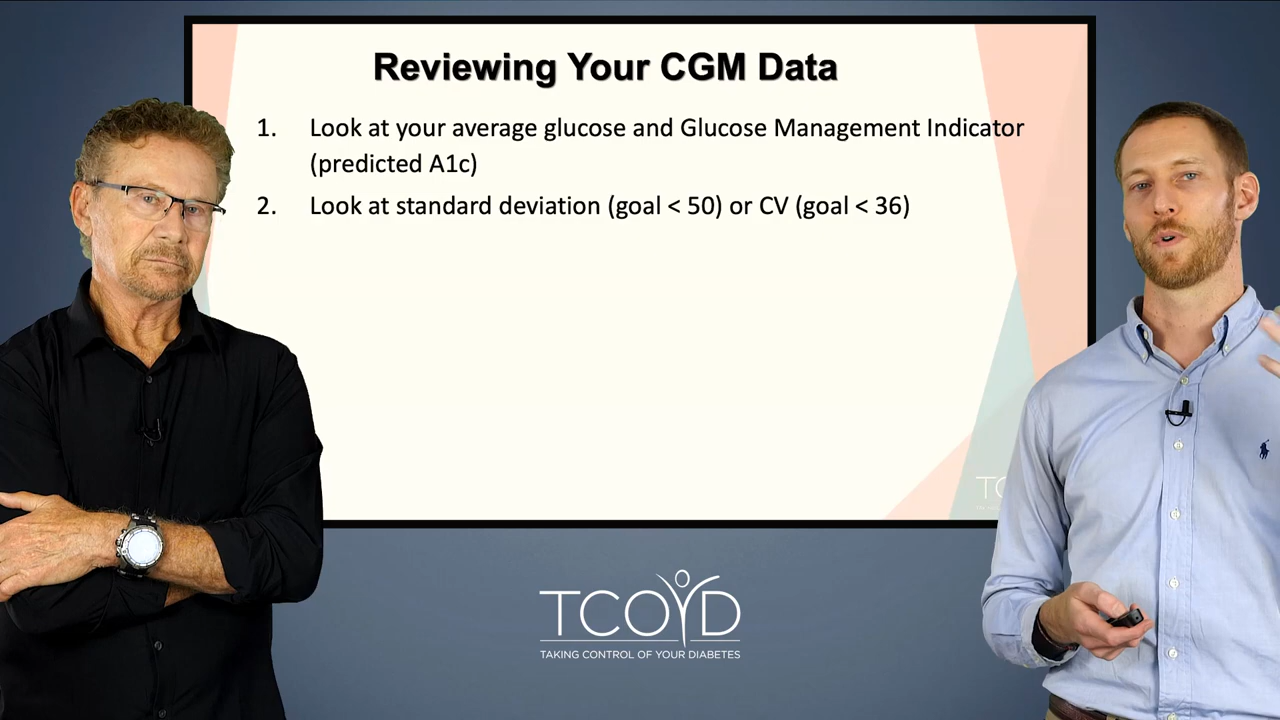 Reviewing Your CGM Data
1. Look at your average glucose and Glucose Management Indicator
(predicted A1c)
2. Look at standard deviation (goal < 50) or CV (goal < 36)
TC
TCOYD
TAKING CONTROL OF YOUR DIABETES